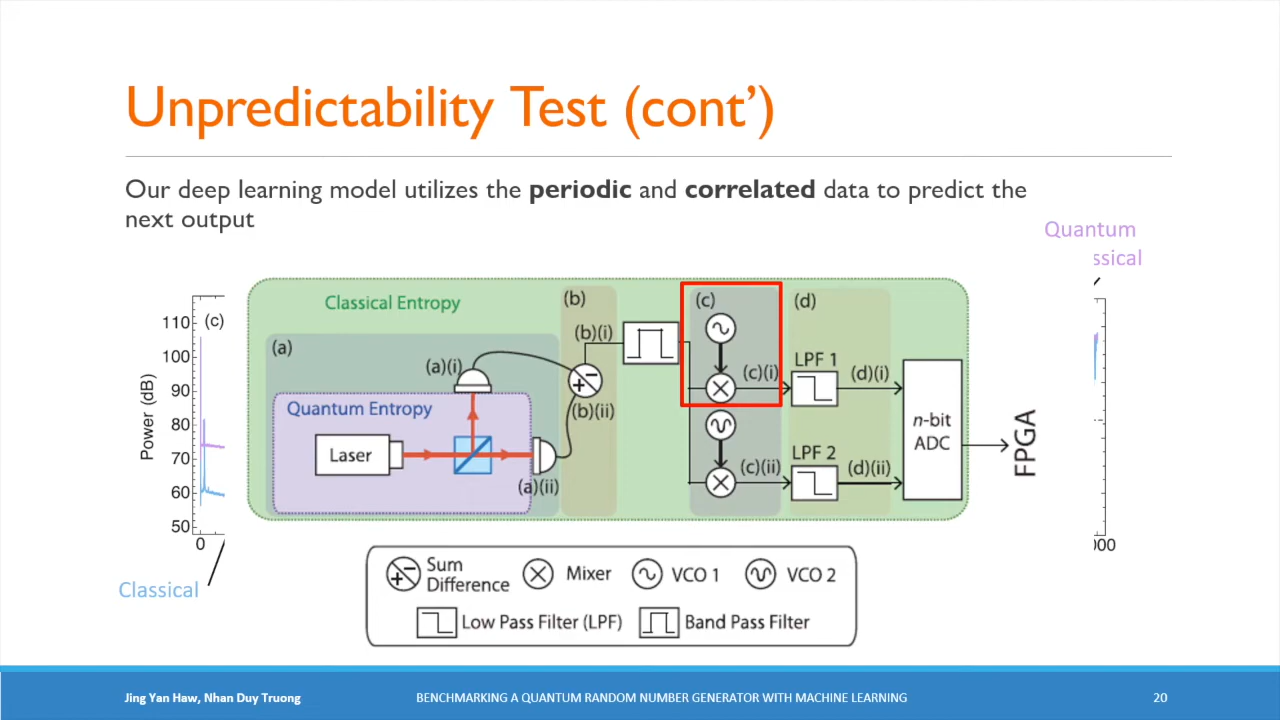 Unpredictability Test (cont’)
Our deep learning model utilizes the periodic and correlated data to predict the
next output
Quantum
ssical
Classical Entropy
(a)
(a)(i)
Quantum Entropy
Laser
(a)(ii)
(b)
(b)(i)
(b)(ii)
(c)
(c)(i)
(c)(ii)
(d)
LPF 1
(d)(i)
LPF 2
(d)(ii)
n-bit
ADC
FPGA
Power (dB)
110
100
90
80
70
60
50
(c)
0
000
Classical
Sum
Difference
Mixer
VCO 1
VCO 2
Low Pass Filter (LPF)
Band Pass Filter
Jing Yan Haw, Nhan Duy Truong
BENCHMARKING A QUANTUM RANDOM NUMBER GENERATOR WITH MACHINE LEARNING
20